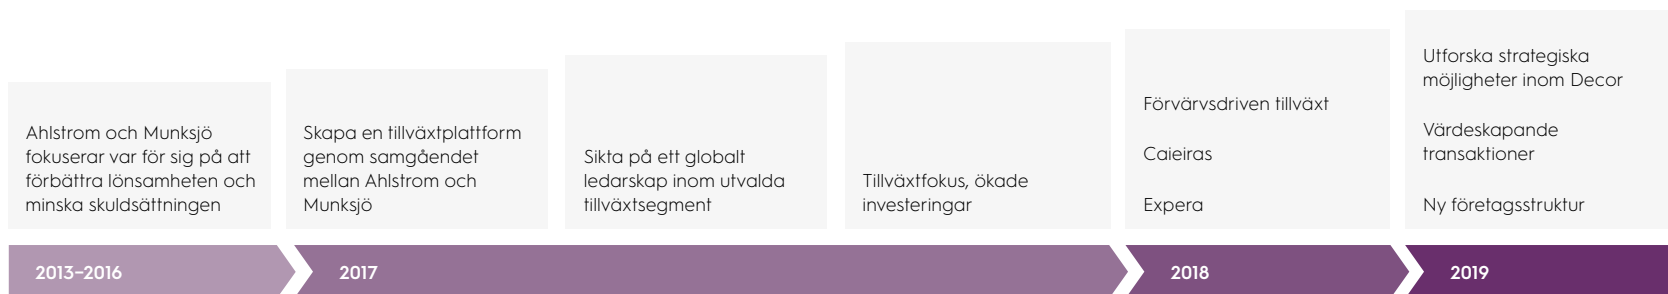 Ahlstrom och Munksjö
fokuserar var för sig på att
förbättra lönsamheten och
minska skuldsättningen
Skapa en tillväxtplattform
genom samgåendet
mellan Ahlstrom och
Munksjö
Sikta på ett globalt
ledarskap inom utvalda
tillväxtsegment
Tillväxtfokus, ökade
investeringar
Förvärvsdriven tillväxt
Caieiras
Expera
Utforska strategiska
möjligheter inom Decor
Värdeskapande
transaktioner
Ny företagsstruktur
2013–2016
2017
2018
2019